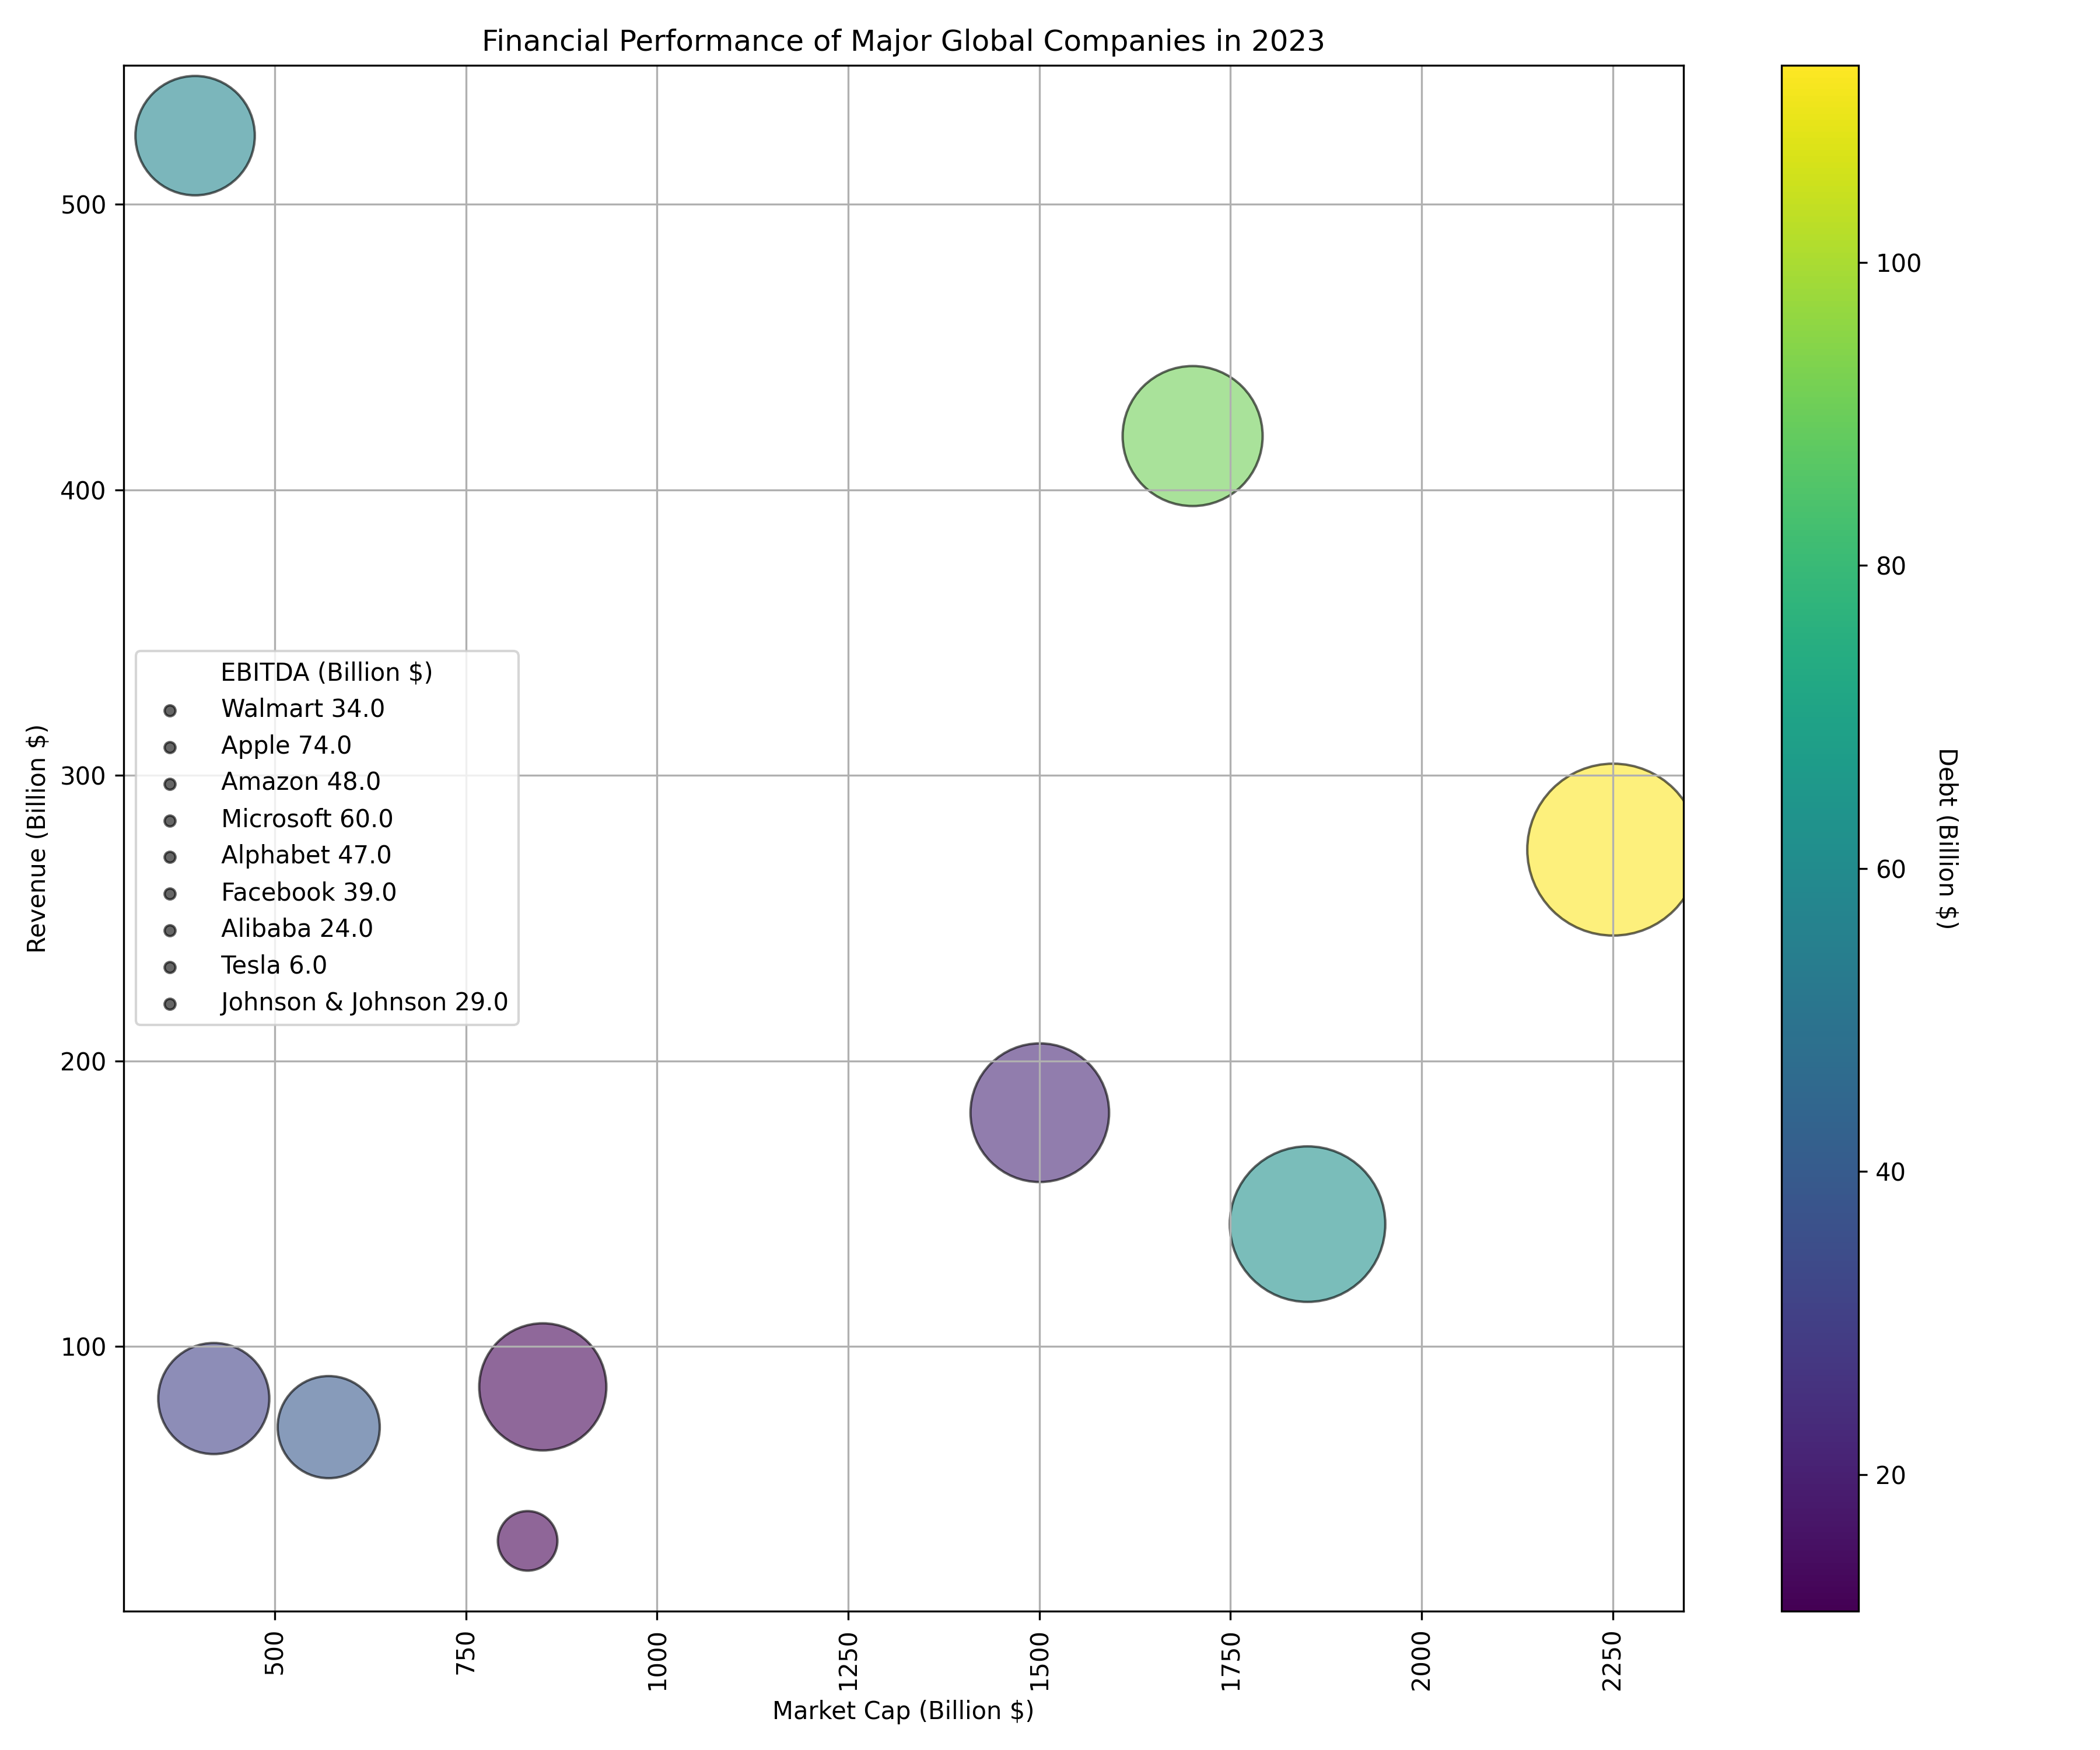 Financial Performance of Major Global Companies in 2023
500
400
300
200
100
Revenue (Billion $)
EBITDA (Billion $)
Walmart 34.0
Apple 74.0
Amazon 48.0
Microsoft 60.0
Alphabet 47.0
Facebook 39.0
Alibaba 24.0
Tesla 6.0
Johnson & Johnson 29.0
500
750
1000
1250
1500
1750
2000
2250
Market Cap (Billion $)
100
80
60
40
20
Debt (Billion $)